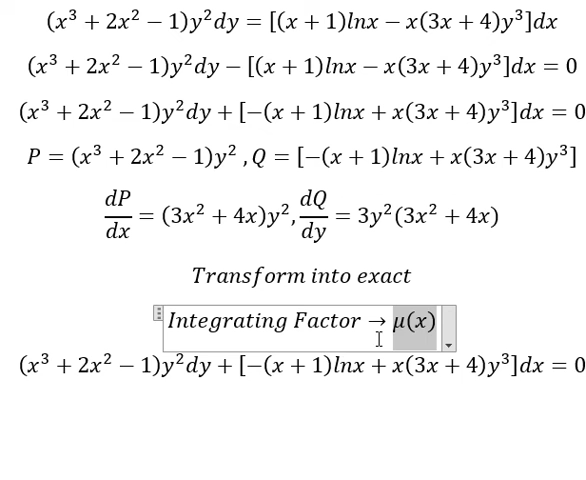 (x³ + 2x² − 1)y²dy = [(x + 1)lnx − x(3x + 4)y³]dx
(x³ + 2x² − 1)y²dy − [(x + 1)lnx − x(3x + 4)y³]dx = 0
(x³ + 2x² − 1)y²dy + [−(x + 1)lnx + x(3x + 4)y³]dx = 0
P = (x³ + 2x² − 1)y² , Q = [−(x + 1)lnx + x(3x + 4)y³]
dP/dx = (3x² + 4x)y², dQ/dy = 3y²(3x² + 4x)
Transform into exact
Integrating Factor → μ(x)
(x³ + 2x² − 1)y²dy + [−(x + 1)lnx + x(3x + 4)y³]dx = 0